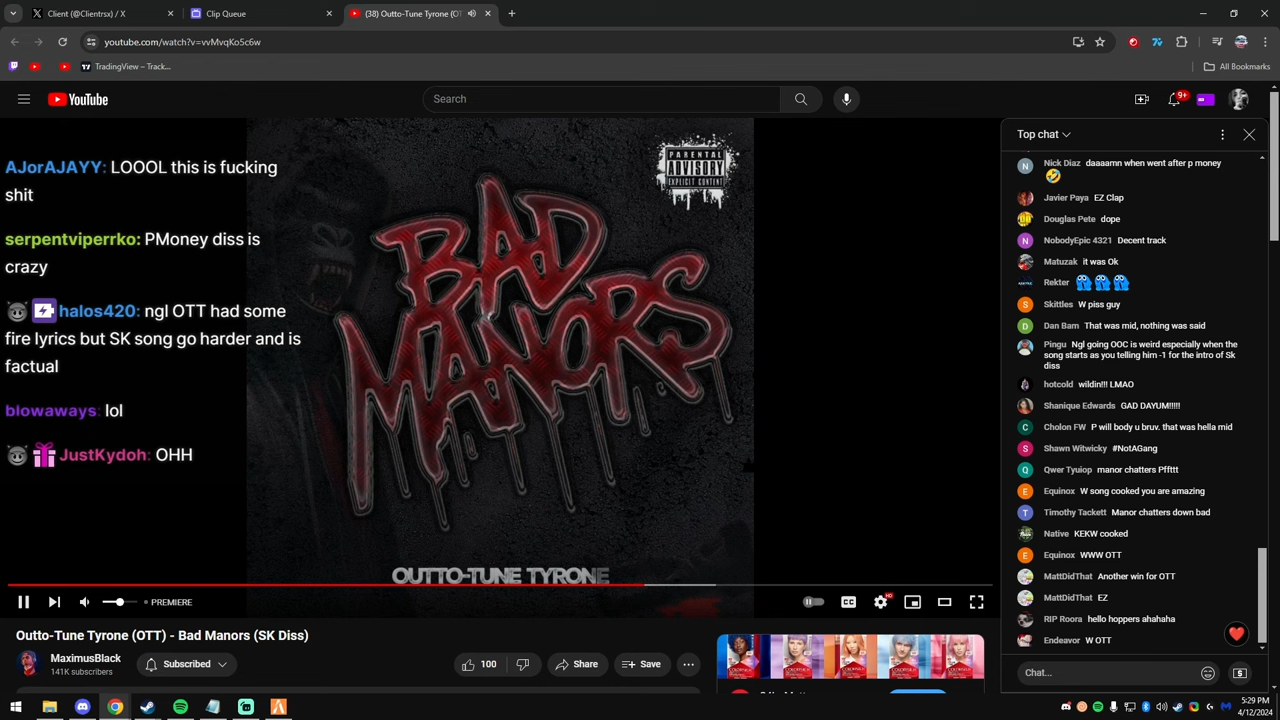 Client (@Clientrsx) / X
Clip Queue
(38) Outto-Tune Tyrone (OT
youtube.com/watch?v=vvMvqKo5c6w
TradingView – Track...
All Bookmarks
YouTube
Search
9+
Top chat
AJorAJAYY: LOOOL this is fucking
shit
serpentviperrko: PMoney diss is
crazy
halos420: ngl OTT had some
fire lyrics but SK song go harder and is
factual
blowaways: lol
JustKydoh: OHH
PARENTAL
ADVISORY
EXPLICIT CONTENT
BAD
MANORS
OUTTO-TUNE TYRONE
N Nick Diaz daaaamn when went after p money
Javier Paya EZ Clap
Douglas Pete dope
N NobodyEpic 4321 Decent track
Matuzak it was Ok
Rekter
S Skittles W piss guy
D Dan Bam That was mid, nothing was said
Pingu Ngl going OOC is weird especially when the
song starts as you telling him -1 for the intro of Sk
diss
hotcold wildin!!! LMAO
Shanique Edwards GAD DAYUM!!!!!
C Cholon FW P will body u bruv. that was hella mid
S Shawn Witwicky #NotAGang
Q Qwer Tyuiop manor chatters Pffttt
E Equinox W song cooked you are amazing
T Timothy Tackett Manor chatters down bad
Native KEKW cooked
E Equinox WWW OTT
MattDidThat Another win for OTT
MattDidThat EZ
RIP Roora hello hoppers ahahaha
Endeavor W OTT
Chat...
PREMIERE
CC
HD
Outto-Tune Tyrone (OTT) - Bad Manors (SK Diss)
MaximusBlack
141K subscribers
Subscribed
100
Share
Save
5:29 PM
4/12/2024